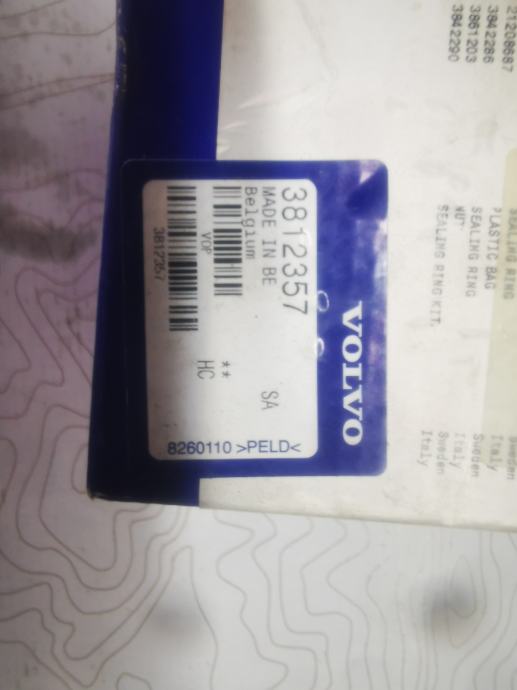 21208687
3842286
3861203
3842290
SEALING RING
PLASTIC BAG
SEALING RING
NUT
SEALING RING KIT,
Sweden
Italy
Sweden
Italy
Sweden
Italy
VOLVO
3812357
MADE IN BE
Belgium
SA
VOP
**
HC
3812357
8260110 >PELD<